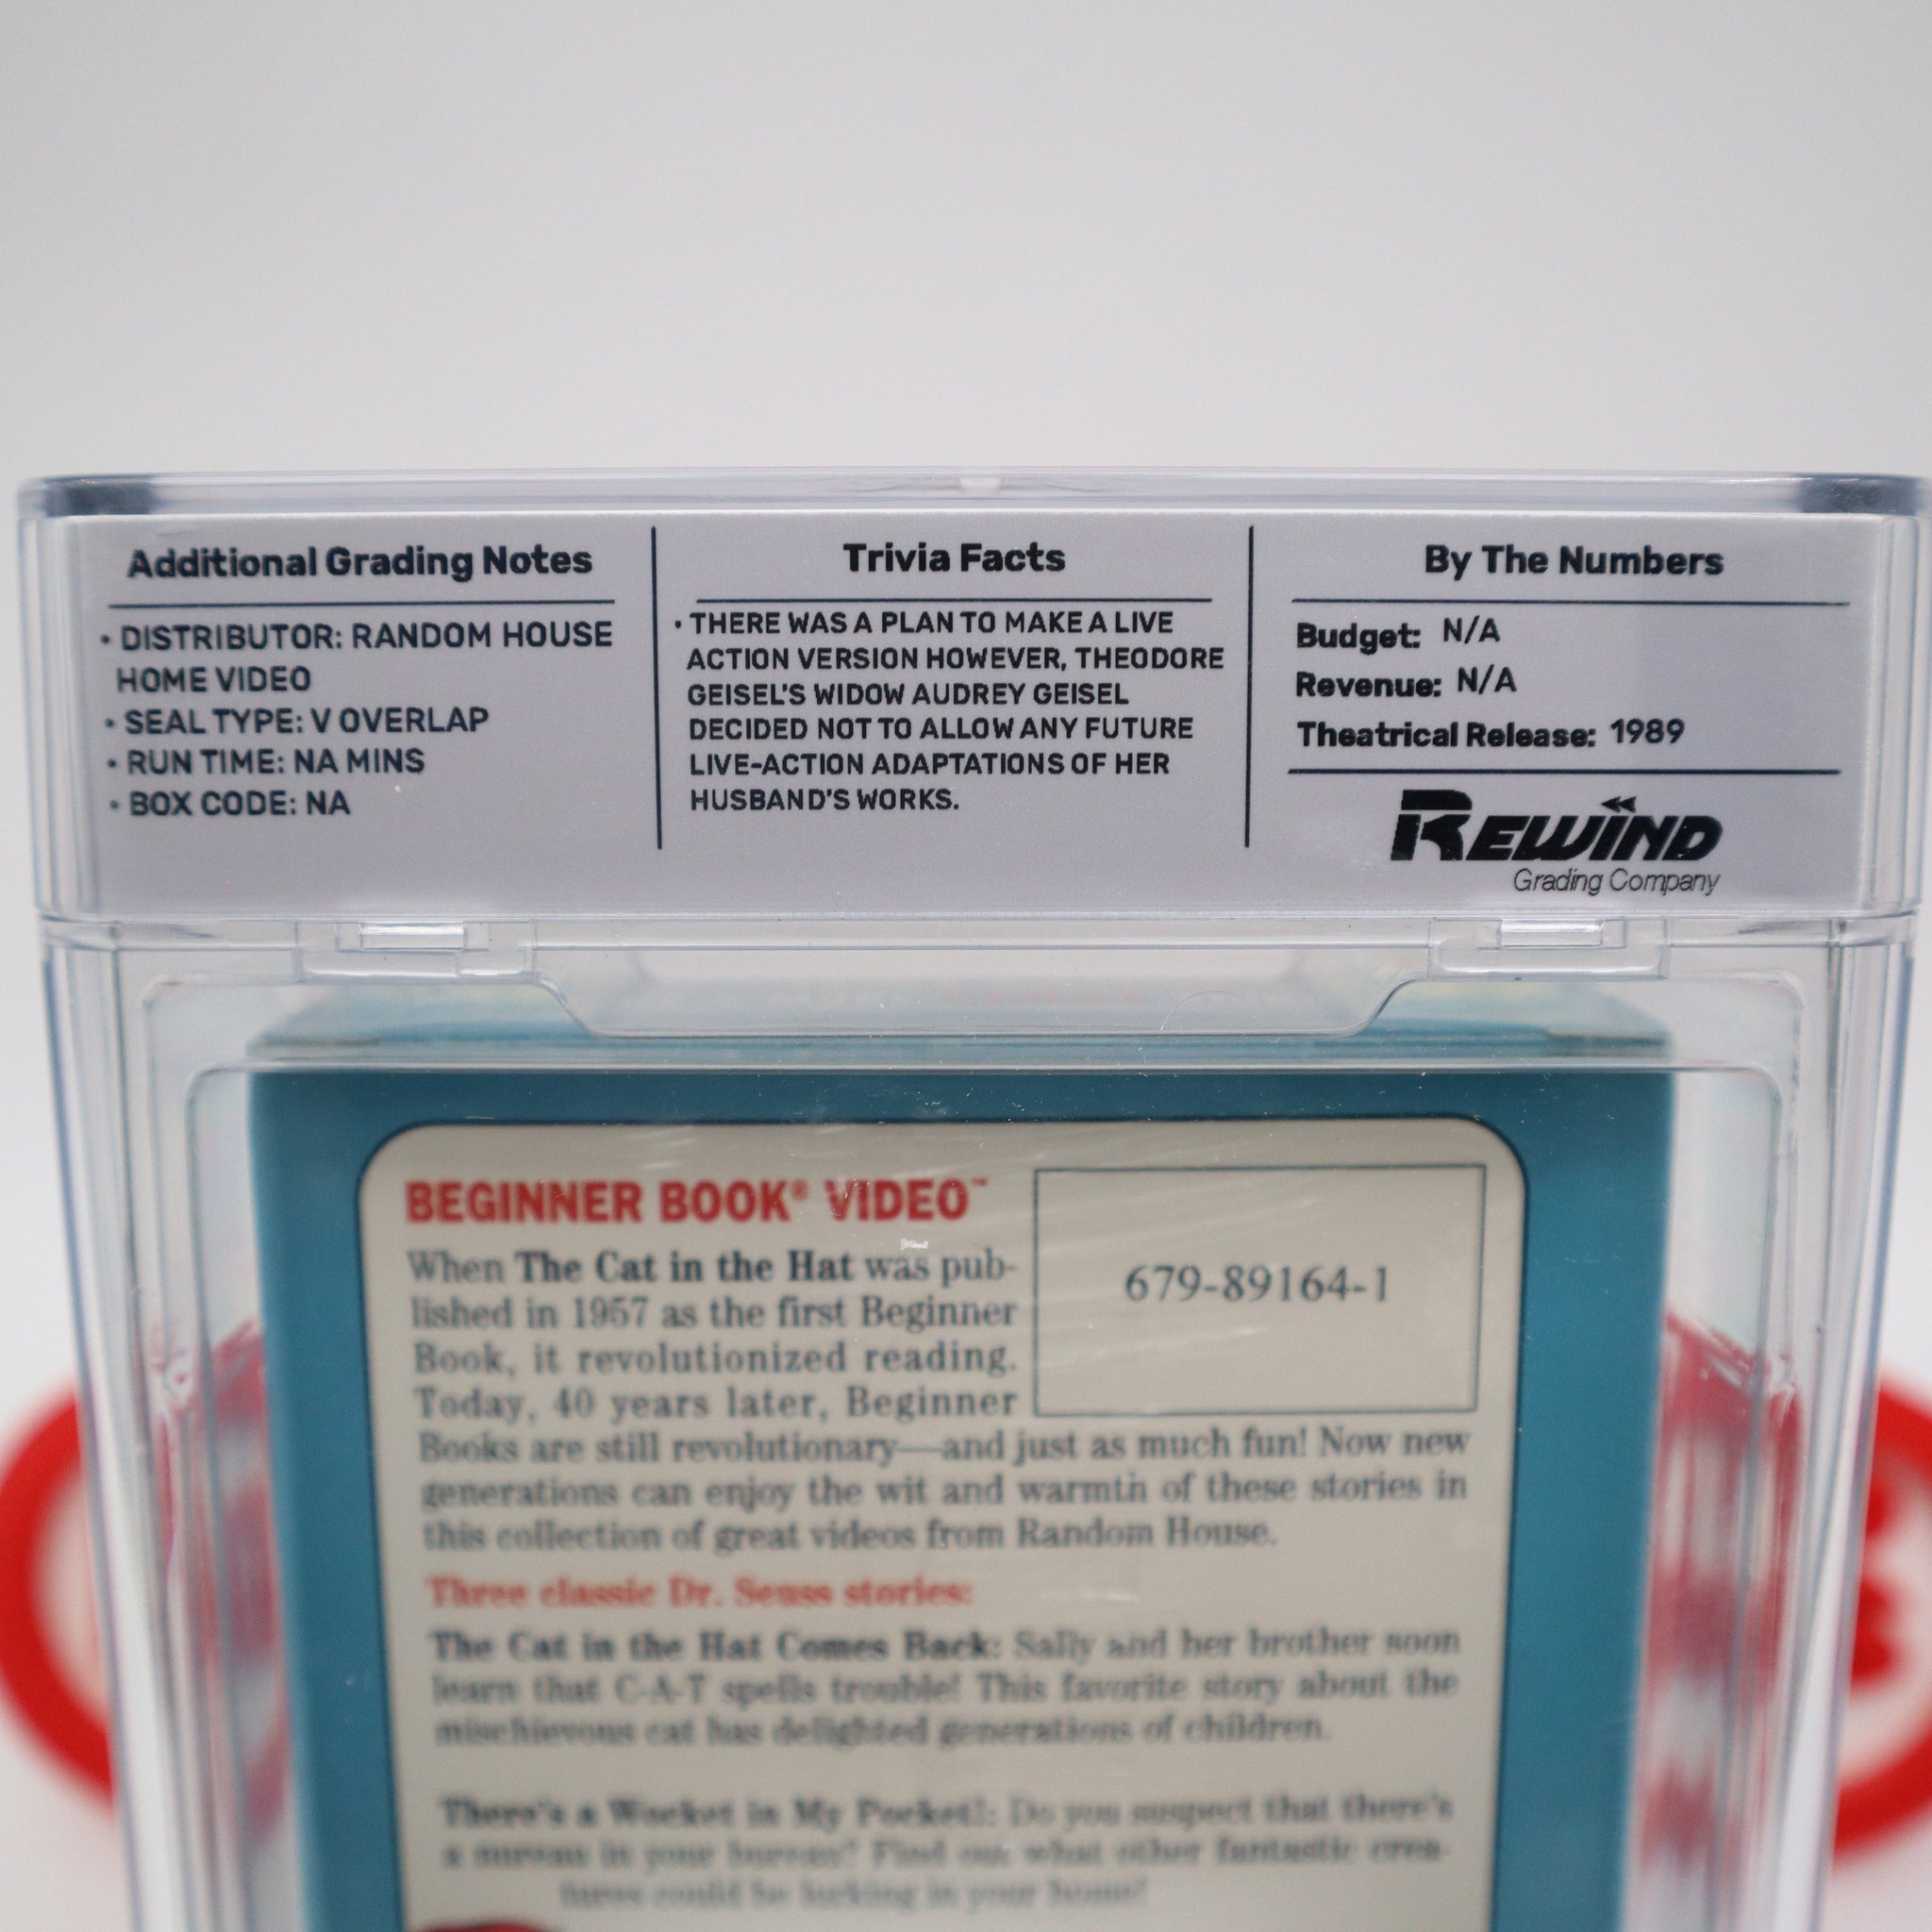 Additional Grading Notes
• DISTRIBUTOR: RANDOM HOUSE
HOME VIDEO
• SEAL TYPE: V OVERLAP
• RUN TIME: NA MINS
• BOX CODE: NA
Trivia Facts
• THERE WAS A PLAN TO MAKE A LIVE
ACTION VERSION HOWEVER, THEODORE
GEISEL'S WIDOW AUDREY GEISEL
DECIDED NOT TO ALLOW ANY FUTURE
LIVE-ACTION ADAPTATIONS OF HER
HUSBAND'S WORKS.
By The Numbers
Budget: N/A
Revenue: N/A
Theatrical Release: 1989
REWIND
Grading Company
BEGINNER BOOK® VIDEO™
When The Cat in the Hat was pub-
lished in 1957 as the first Beginner
Book, it revolutionized reading.
Today, 40 years later, Beginner
Books are still revolutionary—and just as much fun! Now new
generations can enjoy the wit and warmth of these stories in
this collection of great videos from Random House.
679-89164-1
Three classic Dr. Seuss stories:
The Cat in the Hat Comes Back: Sally and her brother soon
learn that C-A-T spells trouble! This favorite story about the
mischievous cat has delighted generations of children.
There's a Wocket in My Pocket!: Do you suspect that there's
a nureau in your bureau? Find out what other fantastic crea-
tures could be lurking in your home!